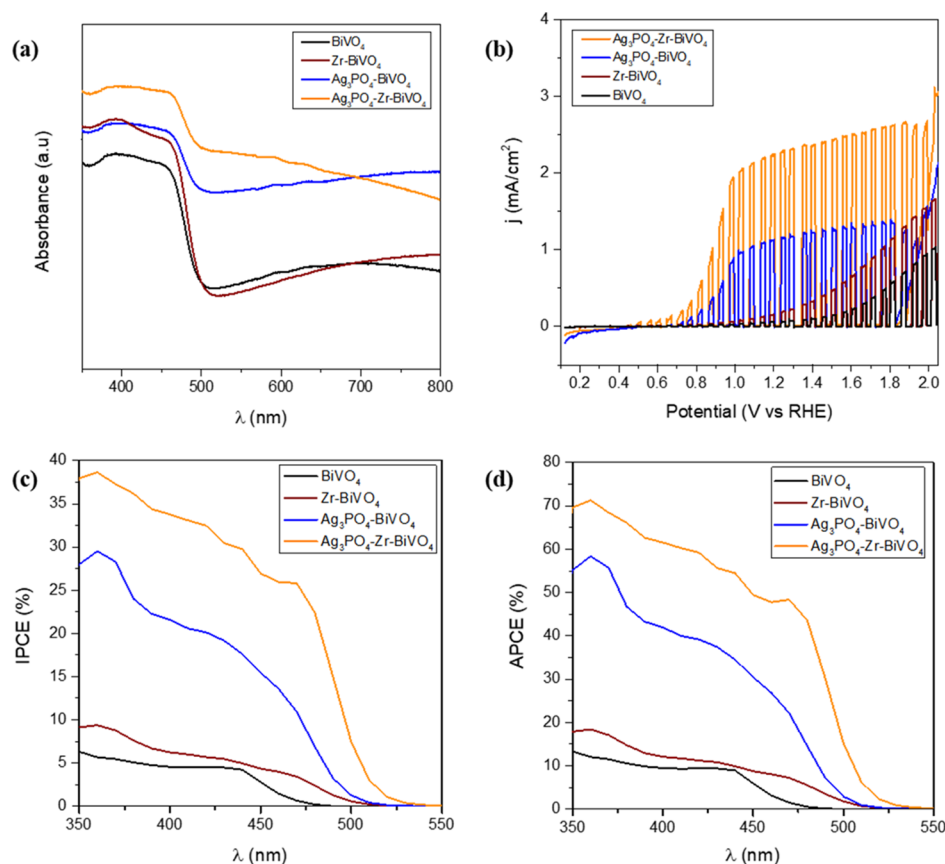 (a)
Absorbance (a.u)
BiVO₄
Zr-BiVO₄
Ag₃PO₄-BiVO₄
Ag₃PO₄-Zr-BiVO₄
400 500 600 700 800
λ (nm)
(b)
j (mA/cm²)
4
3
2
1
0
Ag₃PO₄-Zr-BiVO₄
Ag₃PO₄-BiVO₄
Zr-BiVO₄
BiVO₄
0.2 0.4 0.6 0.8 1.0 1.2 1.4 1.6 1.8 2.0
Potential (V vs RHE)
(c)
IPCE (%)
40
35
30
25
20
15
10
5
0
BiVO₄
Zr-BiVO₄
Ag₃PO₄-BiVO₄
Ag₃PO₄-Zr-BiVO₄
350 400 450 500 550
λ (nm)
(d)
APCE (%)
80
70
60
50
40
30
20
10
0
BiVO₄
Zr-BiVO₄
Ag₃PO₄-BiVO₄
Ag₃PO₄-Zr-BiVO₄
350 400 450 500 550
λ (nm)